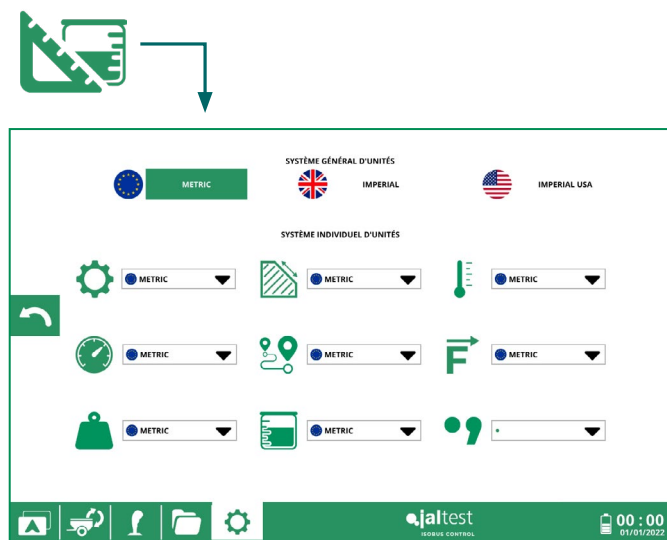 SYSTÈME GÉNÉRAL D'UNITÉS
METRIC IMPERIAL IMPERIAL USA
SYSTÈME INDIVIDUEL D'UNITÉS
METRIC METRIC METRIC
METRIC METRIC F METRIC
METRIC METRIC
jaltest
ISOBUS CONTROL
00 : 00
01/01/2022